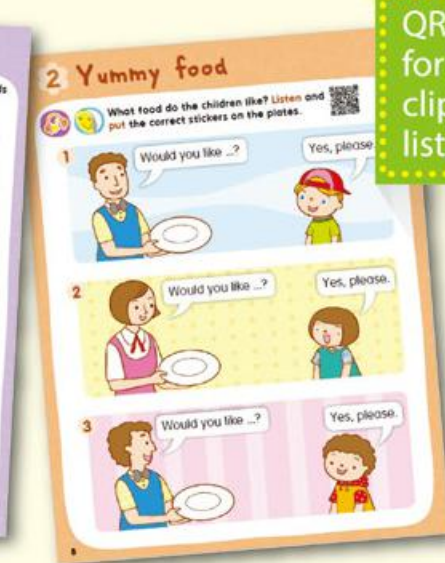 QR
for
clip
list
2 Yummy food
What food do the children like? Listen and
put the correct stickers on the plates.
1
Would you like ...?
Yes, please.
2
Would you like ...?
Yes, please.
3
Would you like ...?
Yes, please.